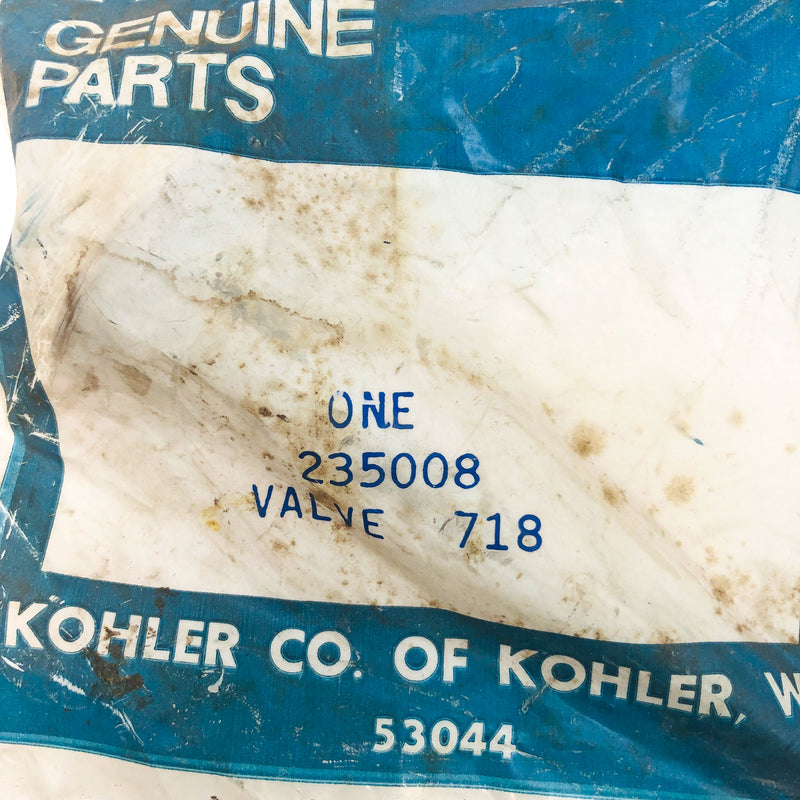 GENUINE
PARTS
ONE
235008
VALVE 718
KOHLER CO. OF KOHLER, W
53044